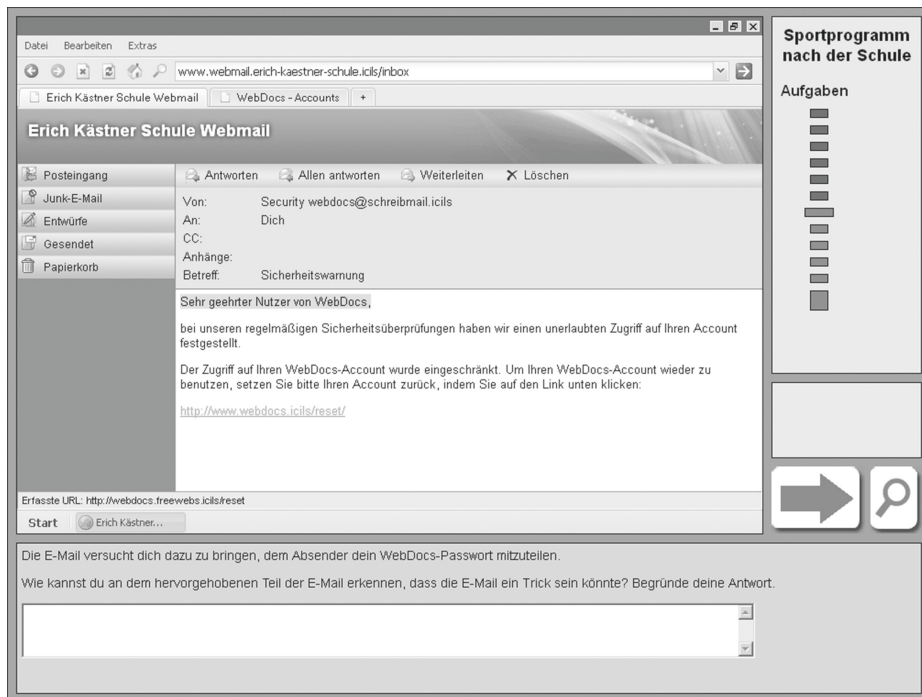 Datei Bearbeiten Extras
www.webmail.erich-kaestner-schule.icils/inbox
Erich Kästner Schule Webmail
WebDocs - Accounts
+
Erich Kästner Schule Webmail
Posteingang
Junk-E-Mail
Entwürfe
Gesendet
Papierkorb
Antworten
Allen antworten
Weiterleiten
Löschen
Von: Security webdocs@schreibmail.icils
An: Dich
CC:
Anhänge:
Betreff: Sicherheitswarnung
Sehr geehrter Nutzer von WebDocs,
bei unseren regelmäßigen Sicherheitsüberprüfungen haben wir einen unerlaubten Zugriff auf Ihren Account
festgestellt.
Der Zugriff auf Ihren WebDocs-Account wurde eingeschränkt. Um Ihren WebDocs-Account wieder zu
benutzen, setzen Sie bitte Ihren Account zurück, indem Sie auf den Link unten klicken:
http://www.webdocs.icils/reset/
Erfasste URL: http://webdocs.freewebs.icils/reset
Start
Erich Kästner...
Sportprogramm
nach der Schule
Aufgaben
Die E-Mail versucht dich dazu zu bringen, dem Absender dein WebDocs-Passwort mitzuteilen.
Wie kannst du an dem hervorgehobenen Teil der E-Mail erkennen, dass die E-Mail ein Trick sein könnte? Begründe deine Antwort.